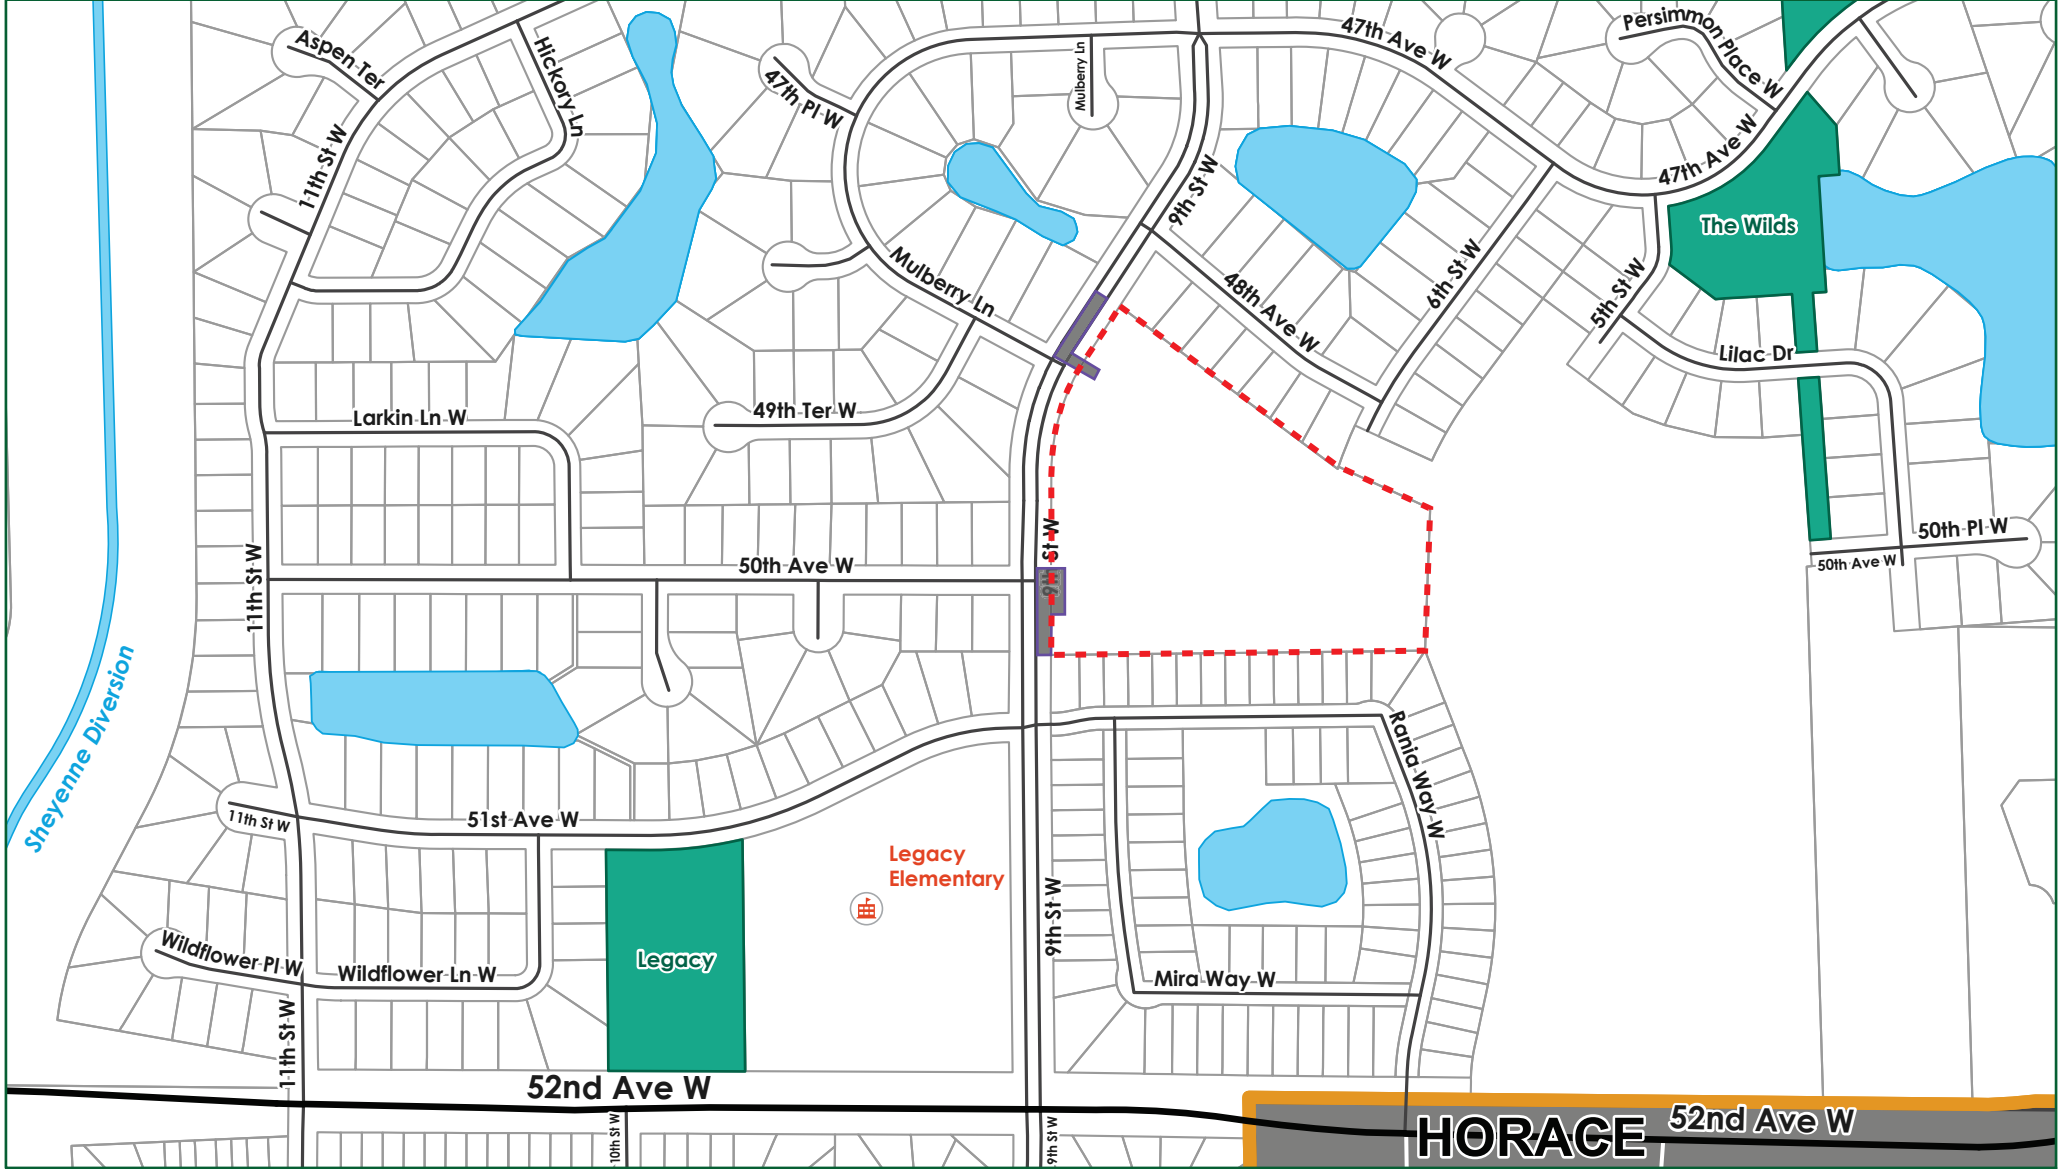 Aspen Ter
Hickory Ln
11th St W
47th Pl W
Mulberry Ln
47th Ave W
Persimmon Place W
47th Ave W
9th St W
The Wilds
Mulberry Ln
48th Ave W
6th St W
5th St W
Lilac Dr
Larkin Ln W
49th Ter W
9th St W
50th Pl W
50th Ave W
50th Ave W
11th St W
Sheyenne Diversion
Rania Way W
11th St W
51st Ave W
Legacy
Elementary
9th St W
Wildflower Pl W
Wildflower Ln W
Legacy
Mira Way W
11th St W
52nd Ave W
10th St W
9th St W
HORACE
52nd Ave W